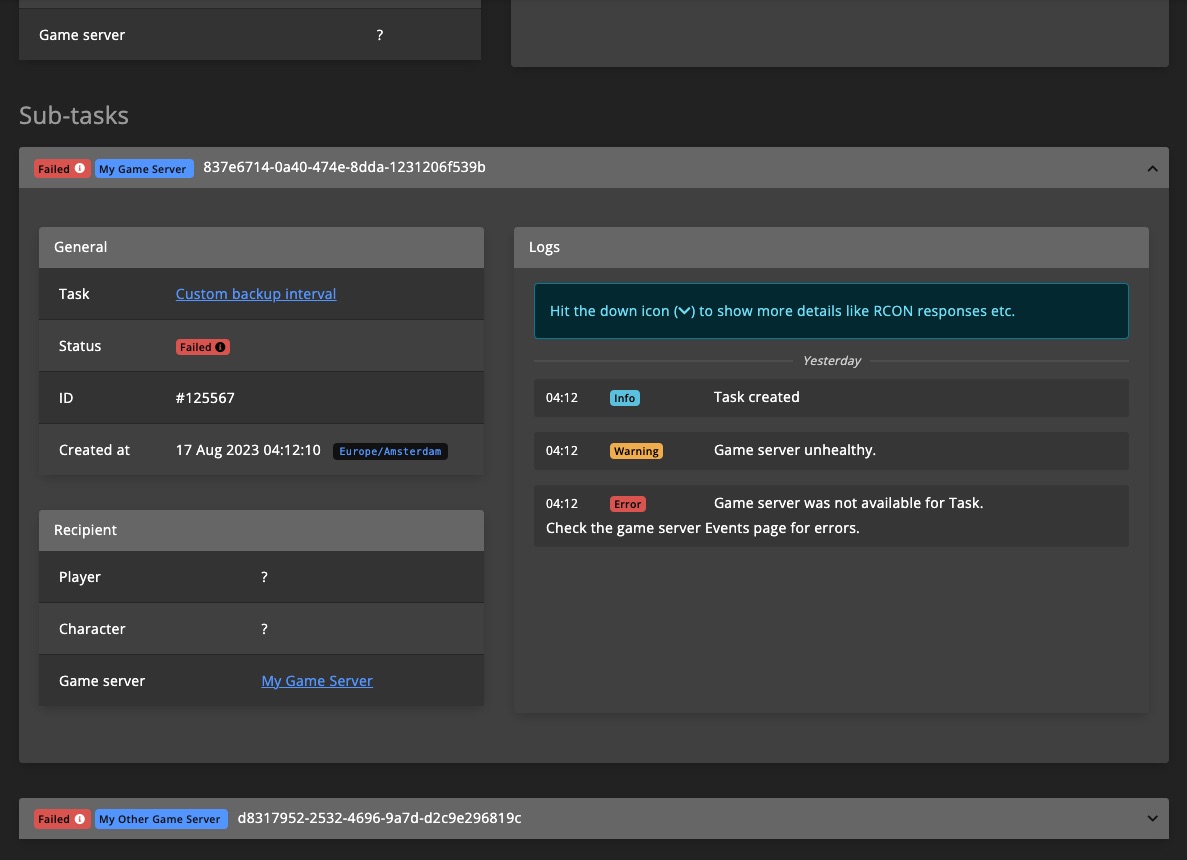 Game server ?
Sub-tasks
Failed My Game Server 837e6714-0a40-474e-8dda-1231206f539b
General
Task Custom backup interval
Status Failed
ID #125567
Created at 17 Aug 2023 04:12:10 Europe/Amsterdam
Recipient
Player ?
Character ?
Game server My Game Server
Logs
Hit the down icon () to show more details like RCON responses etc.
Yesterday
04:12 Info Task created
04:12 Warning Game server unhealthy.
04:12 Error Game server was not available for Task.
Check the game server Events page for errors.
Failed My Other Game Server d8317952-2532-4696-9a7d-d2c9e296819c